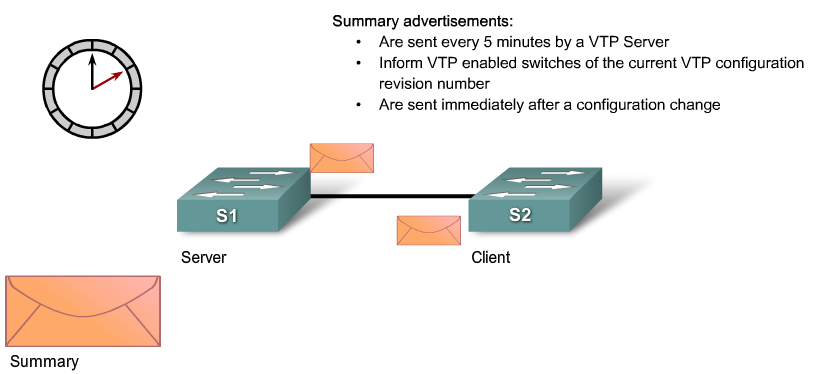 Summary advertisements:
• Are sent every 5 minutes by a VTP Server
• Inform VTP enabled switches of the current VTP configuration
revision number
• Are sent immediately after a configuration change
S1
S2
Server
Client
Summary